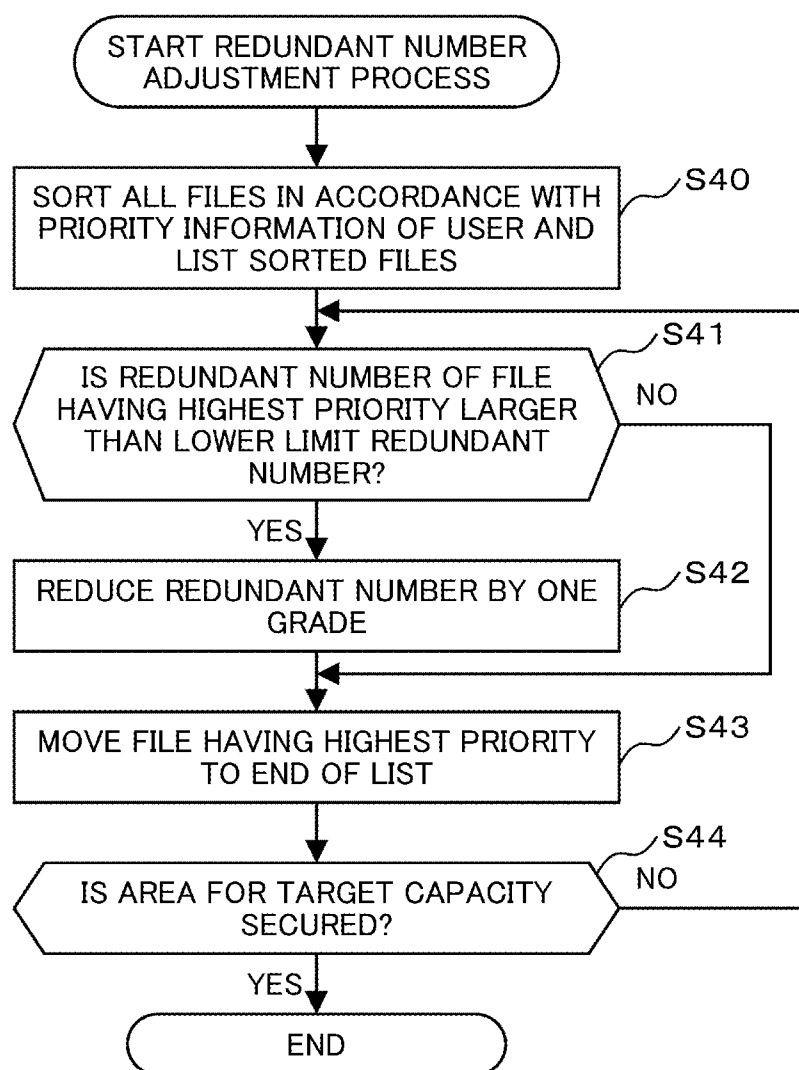 START REDUNDANT NUMBER
ADJUSTMENT PROCESS
S40
SORT ALL FILES IN ACCORDANCE WITH
PRIORITY INFORMATION OF USER AND
LIST SORTED FILES
S41
IS REDUNDANT NUMBER OF FILE
HAVING HIGHEST PRIORITY LARGER
THAN LOWER LIMIT REDUNDANT
NUMBER?
NO
YES
S42
REDUCE REDUNDANT NUMBER BY ONE
GRADE
S43
MOVE FILE HAVING HIGHEST PRIORITY
TO END OF LIST
S44
IS AREA FOR TARGET CAPACITY
SECURED?
NO
YES
END